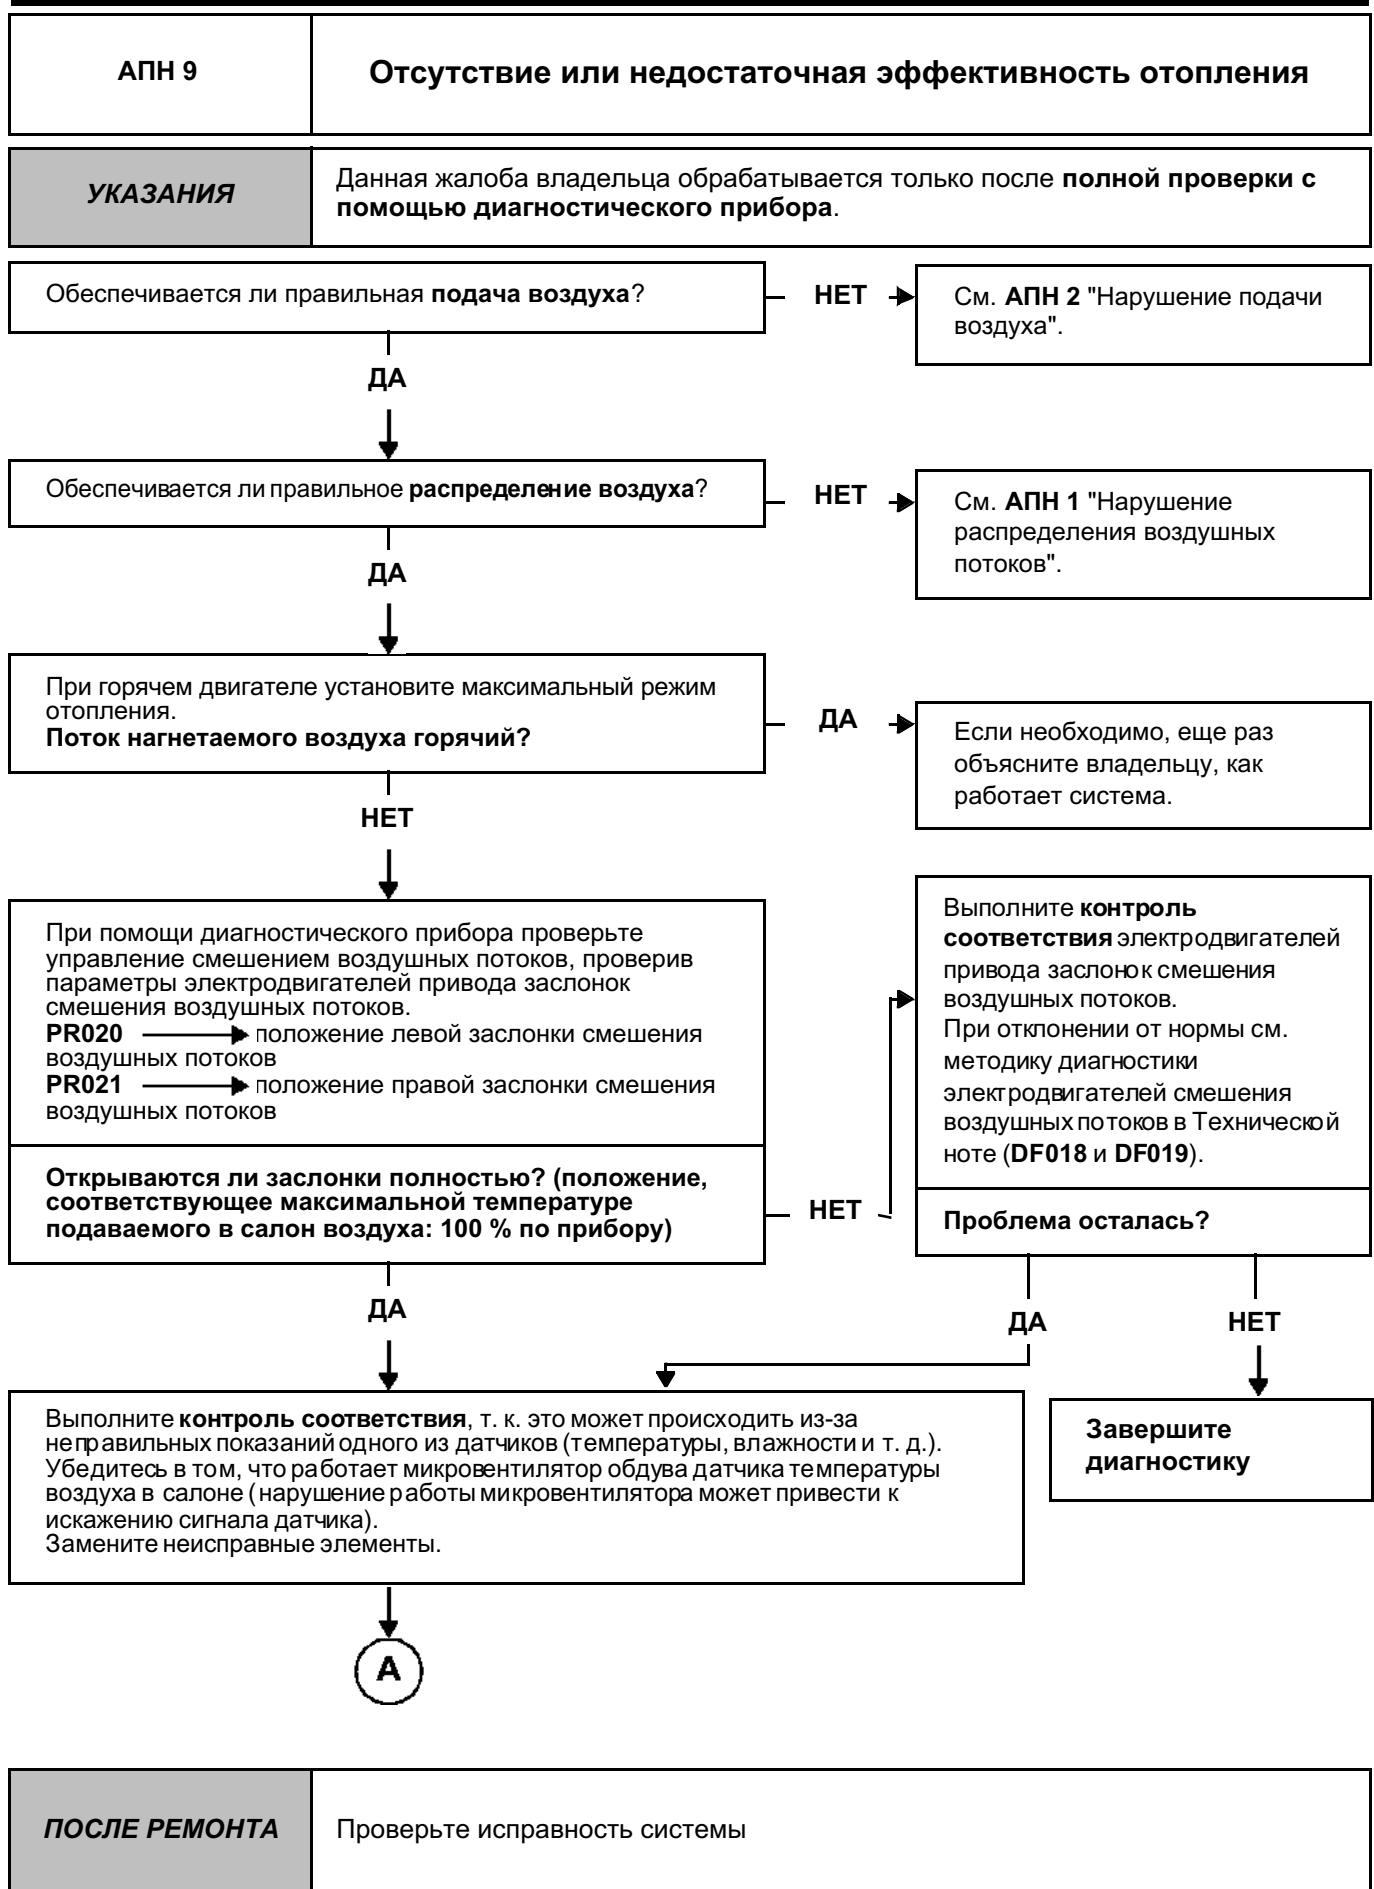 АПН 9
Отсутствие или недостаточная эффективность отопления
УКАЗАНИЯ
Данная жалоба владельца обрабатывается только после полной проверки с
помощью диагностического прибора.
Обеспечивается ли правильная подача воздуха?
НЕТ
См. АПН 2 "Нарушение подачи
воздуха".
ДА
Обеспечивается ли правильное распределение воздуха?
НЕТ
См. АПН 1 "Нарушение
распределения воздушных
потоков".
ДА
При горячем двигателе установите максимальный режим
отопления.
Поток нагнетаемого воздуха горячий?
ДА
Если необходимо, еще раз
объясните владельцу, как
работает система.
НЕТ
При помощи диагностического прибора проверьте
управление смешением воздушных потоков, проверив
параметры электродвигателей привода заслонок
смешения воздушных потоков.
PR020 положение левой заслонки смешения
воздушных потоков
PR021 положение правой заслонки смешения
воздушных потоков
Открываются ли заслонки полностью? (положение,
соответствующее максимальной температуре
подаваемого в салон воздуха: 100 % по прибору)
НЕТ
Выполните контроль
соответствия электродвигателей
привода заслонок смешения
воздушных потоков.
При отклонении от нормы см.
методику диагностики
электродвигателей смешения
воздушных потоков в Технической
ноте (DF018 и DF019).
Проблема осталась?
ДА
ДА
НЕТ
Выполните контроль соответствия, т. к. это может происходить из-за
неправильных показаний одного из датчиков (температуры, влажности и т. д.).
Убедитесь в том, что работает микровентилятор обдува датчика температуры
воздуха в салоне (нарушение работы микровентилятора может привести к
искажению сигнала датчика).
Замените неисправные элементы.
Завершите
диагностику
А
ПОСЛЕ РЕМОНТА
Проверьте исправность системы